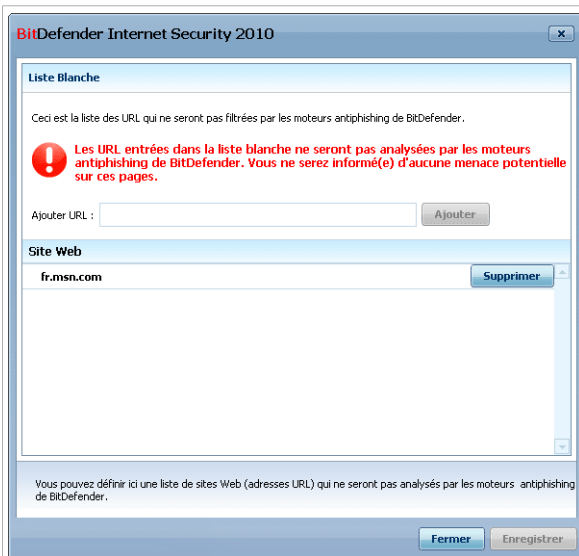 BitDefender Internet Security 2010
x
Liste Blanche
Ceci est la liste des URL qui ne seront pas filtrées par les moteurs antiphishing de BitDefender.
Les URL entrées dans la liste blanche ne seront pas analysées par les moteurs
antiphishing de BitDefender. Vous ne serez informé(e) d'aucune menace potentielle
sur ces pages.
Ajouter URL :
Ajouter
Site Web
fr.msn.com
Supprimer
Vous pouvez définir ici une liste de sites Web (adresses URL) qui ne seront pas analysés par les moteurs antiphishing
de BitDefender.
Fermer
Enregistrer